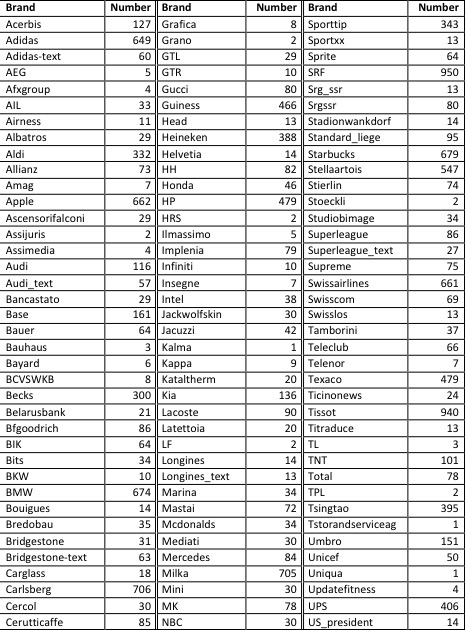 Brand Number Brand Number Brand Number
Acerbis 127 Grafica 8 Sporttip 343
Adidas 649 Grano 2 Sportxx 13
Adidas-text 60 GTL 29 Sprite 64
AEG 5 GTR 10 SRF 950
Afxgroup 4 Gucci 80 Srg_ssr 13
AIL 33 Guiness 466 Srgssr 80
Airness 11 Head 13 Stadionwankdorf 14
Albatros 29 Heineken 388 Standard_liege 95
Aldi 332 Helvetia 14 Starbucks 679
Allianz 73 HH 82 Stellaartois 547
Amag 7 Honda 46 Stierlin 74
Apple 662 HP 479 Stoeckli 2
Ascensorifalconi 29 HRS 2 Studiobimage 34
Assijuris 2 Ilmassimo 5 Superleague 86
Assimedia 4 Implenia 79 Superleague_text 27
Audi 116 Infiniti 10 Supreme 75
Audi_text 57 Insegne 7 Swissairlines 661
Bancastato 29 Intel 38 Swisscom 69
Base 161 Jackwolfskin 30 Swisslos 13
Bauer 64 Jacuzzi 42 Tamborini 37
Bauhaus 3 Kalma 1 Teleclub 66
Bayard 6 Kappa 9 Telenor 7
BCVSWKB 8 Kataltherm 20 Texaco 479
Becks 300 Kia 136 Ticinonews 24
Belarusbank 21 Lacoste 90 Tissot 940
Bfgoodrich 86 Latettoia 20 Titraduce 13
BIK 64 LF 2 TL 3
Bits 34 Longines 14 TNT 101
BKW 10 Longines_text 13 Total 78
BMW 674 Marina 34 TPL 2
Bouigues 14 Mastai 72 Tsingtao 395
Bredobau 35 Mcdonalds 34 Tstorandserviceag 1
Bridgestone 31 Mediati 30 Umbro 151
Bridgestone-text 63 Mercedes 84 Unicef 50
Carglass 18 Milka 705 Uniqua 1
Carlsberg 706 Mini 30 Updatefitness 4
Cercol 30 MK 78 UPS 406
Cerutticaffe 85 NBC 30 US_president 14